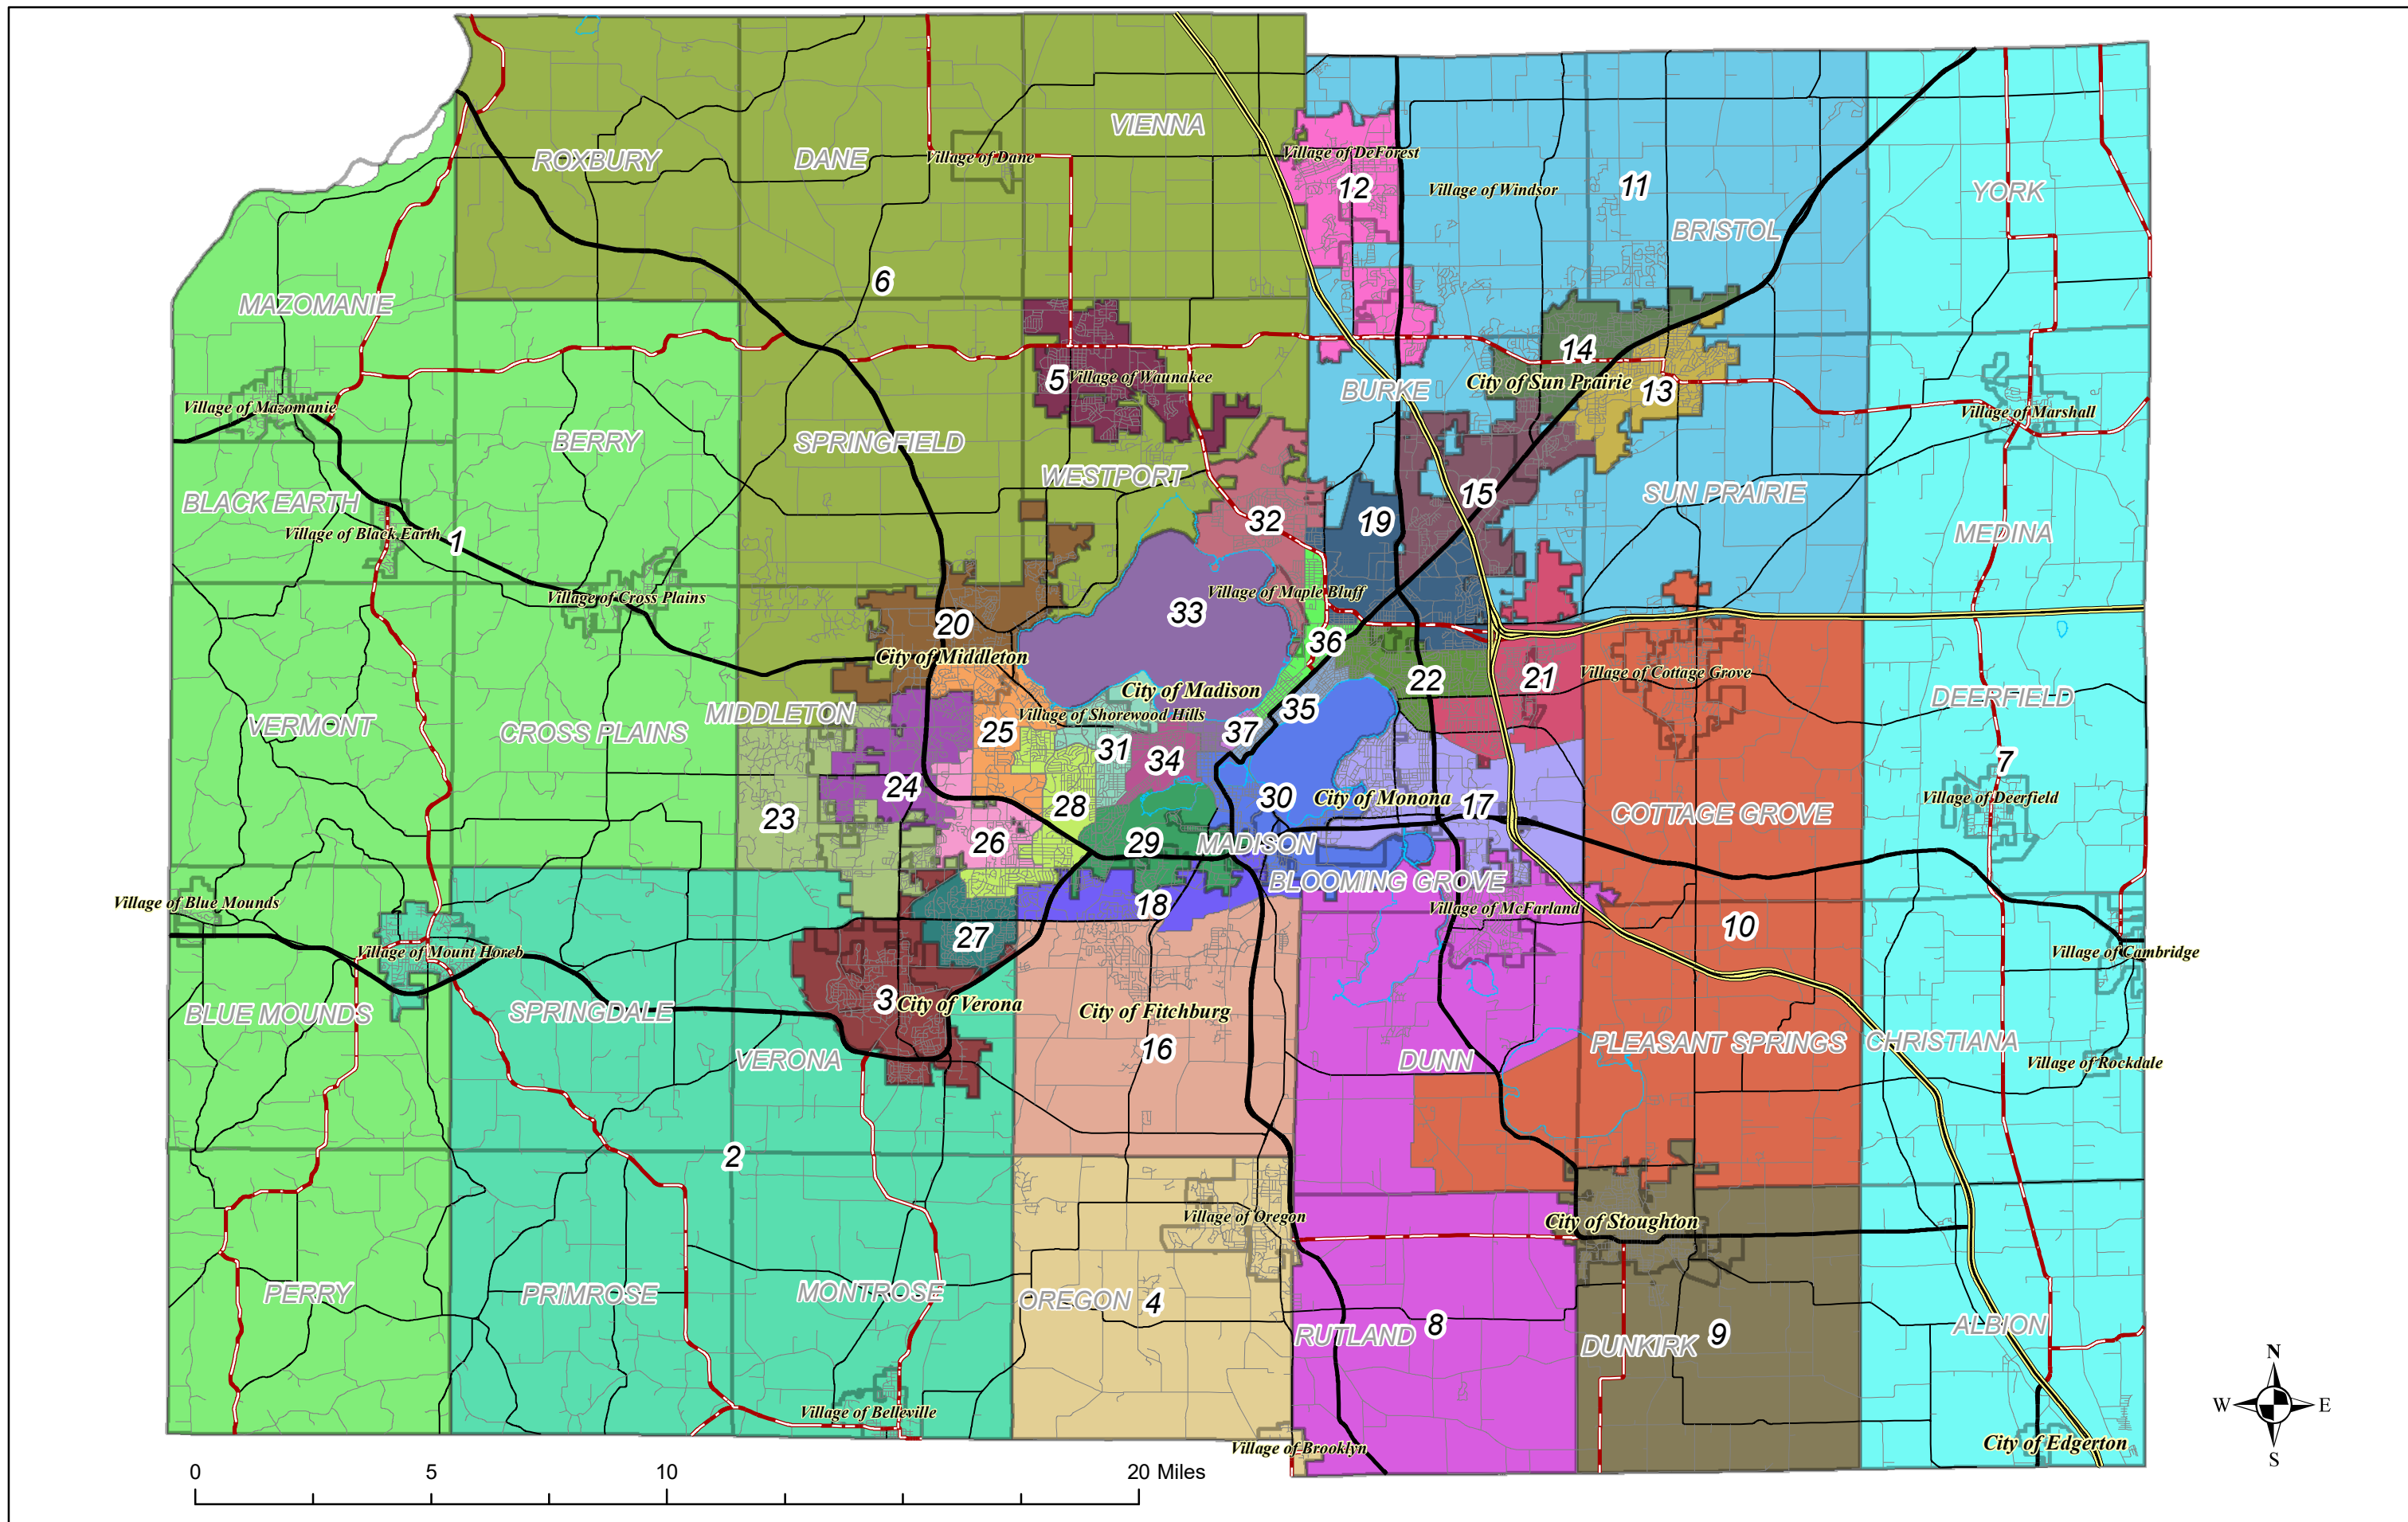 VIENNA
ROXBURY
DANE
Village of Dane
Village of DeForest
12
Village of Windsor
11
YORK
BRISTOL
6
MAZOMANIE
14
5
Village of Waunakee
City of Sun Prairie
13
BURKE
Village of Mazomanie
Village of Marshall
BERRY
SPRINGFIELD
WESTPORT
BLACK EARTH
15
SUN PRAIRIE
32
19
Village of Black Earth
1
MEDINA
Village of Cross Plains
Village of Maple Bluff
33
20
36
City of Middleton
22
21
Village of Cottage Grove
City of Madison
DEERFIELD
MIDDLETON
Village of Shorewood Hills
35
VERMONT
CROSS PLAINS
25
37
31
34
7
24
28
30
City of Monona
17
Village of Deerfield
23
COTTAGE GROVE
26
29
MADISON
BLOOMING GROVE
Village of Blue Mounds
18
Village of McFarland
27
10
Village of Mount Horeb
Village of Cambridge
3
City of Verona
BLUE MOUNDS
SPRINGDALE
City of Fitchburg
16
VERONA
DUNN
PLEASANT SPRINGS
CHRISTIANA
Village of Rockdale
2
Village of Oregon
City of Stoughton
PERRY
PRIMROSE
MONTROSE
OREGON
4
RUTLAND
8
DUNKIRK
9
ALBION
N
W
E
S
Village of Belleville
Village of Brooklyn
City of Edgerton
0
5
10
20 Miles